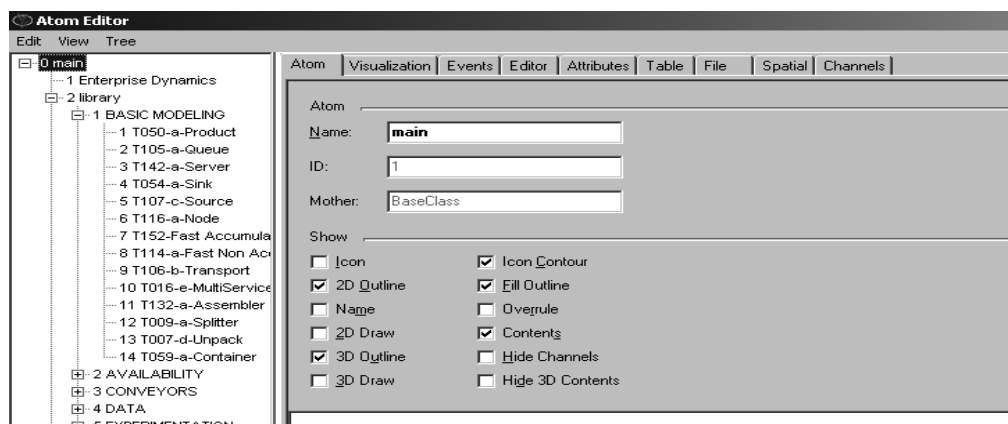 Atom Editor
Edit View Tree
0 main
1 Enterprise Dynamics
2 library
1 BASIC MODELING
1 T050-a-Product
2 T105-a-Queue
3 T142-a-Server
4 T054-a-Sink
5 T107-c-Source
6 T116-a-Node
7 T152-Fast Accumula
8 T114-a-Fast Non Ac
9 T106-b-Transport
10 T016-e-MultiService
11 T132-a-Assembler
12 T009-a-Splitter
13 T007-d-Unpack
14 T059-a-Container
2 AVAILABILITY
3 CONVEYORS
4 DATA
5 EXPERIMENTATION
Atom Visualization Events Editor Attributes Table File Spatial Channels
Atom
Name: main
ID: 1
Mother: BaseClass
Show
Icon Icon Contour
2D Outline Fill Outline
Name Overrule
2D Draw Contents
3D Outline Hide Channels
3D Draw Hide 3D Contents